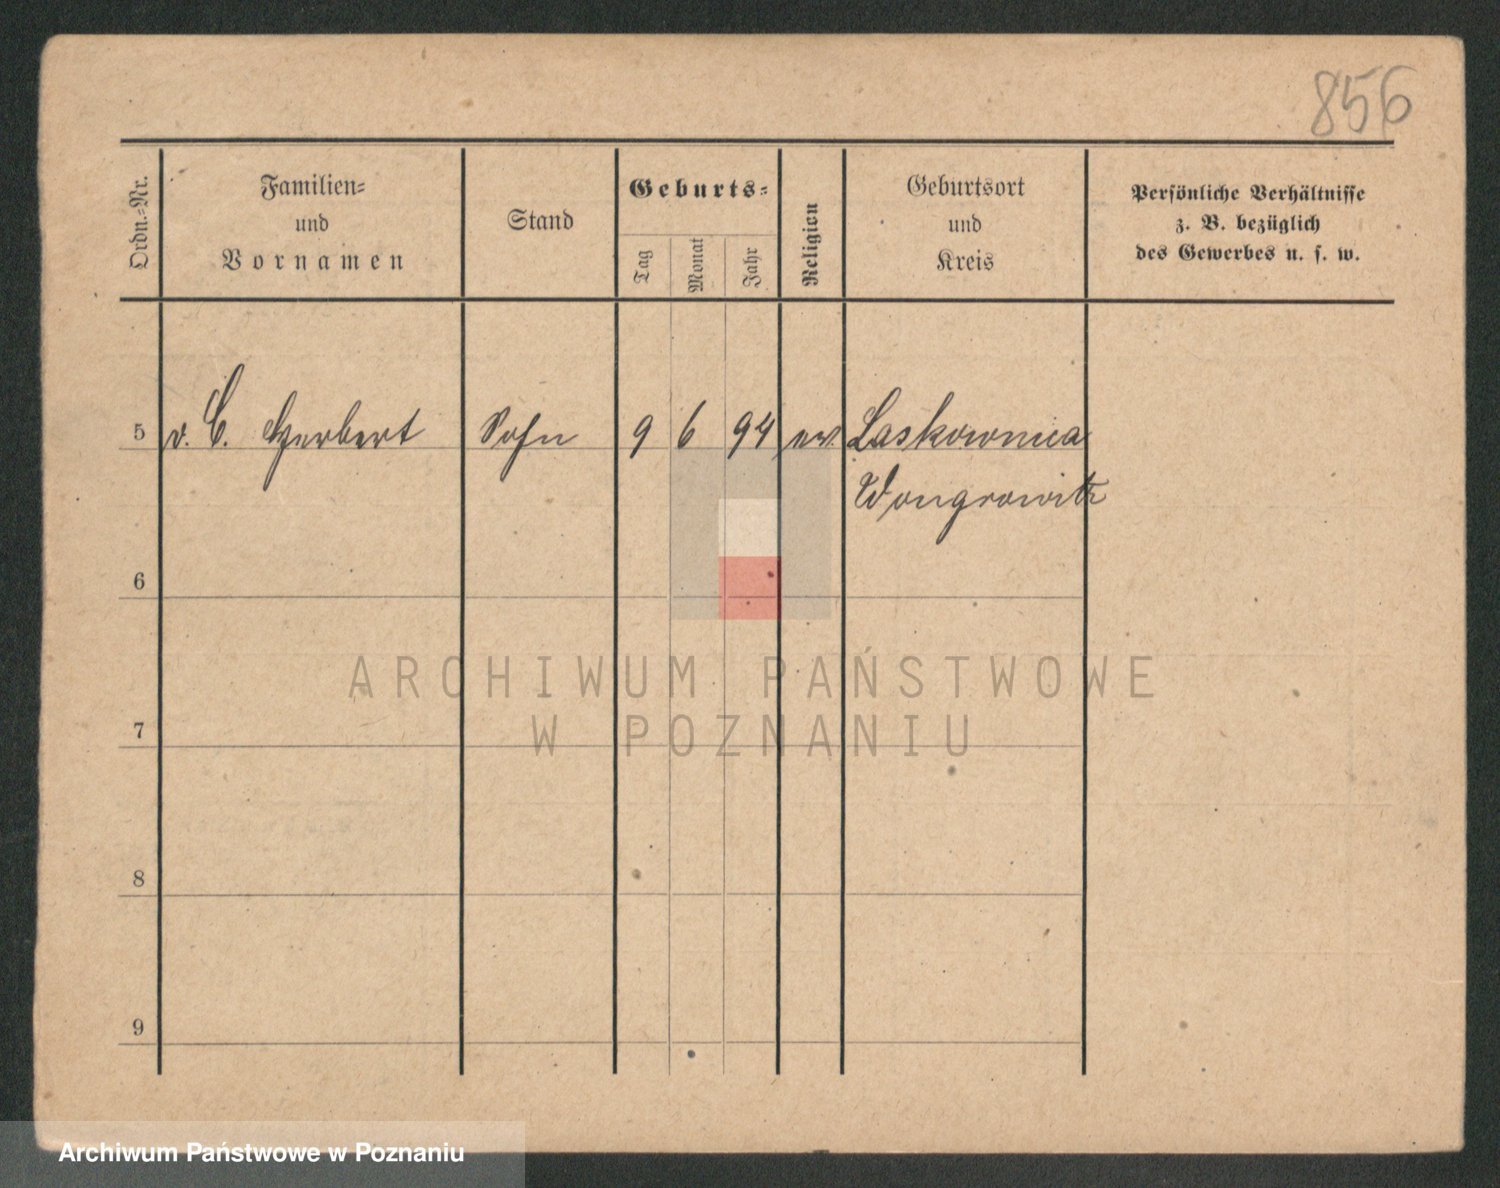 856
Ordn.-Nr.
Familien-
und
Vornamen
Stand
Geburts-
Tag
Monat
Jahr
Religion
Geburtsort
und
Kreis
Persönliche Verhältnisse
z. B. bezüglich
des Gewerbes u. s. w.
5 v. C. Herbert Sohn 9 6 94 ev Laskownica
Wongrowitz
6
7
8
9
ARCHIWUM PAŃSTWOWE
W POZNANIU
Archiwum Państwowe w Poznaniu